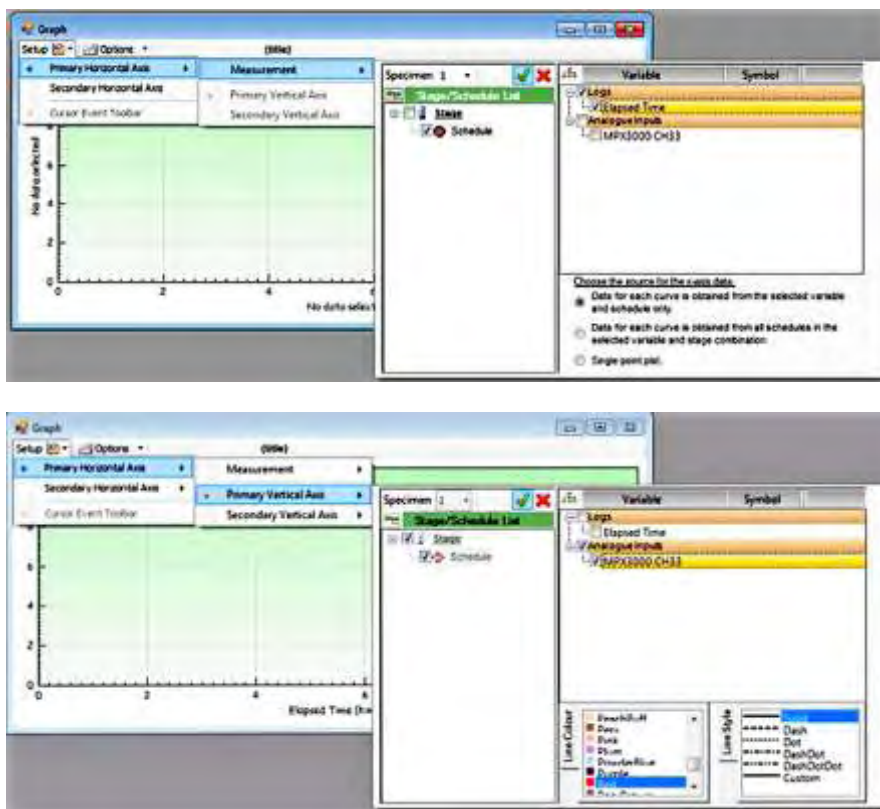 Graph
Setup Options (title)
Primary Horizontal Axis
Secondary Horizontal Axis
Cursor Event Toolbar
Measurement
Primary Vertical Axis
Secondary Vertical Axis
Specimen 1
Stage/Schedule List
Stage
Schedule
Variable Symbol
Logs
Elapsed Time
Analogue Inputs
MPX3000 CH33
Choose the source for the x-axis data.
Data for each curve is obtained from the selected variable
and schedule only.
Data for each curve is obtained from all schedules in the
selected variable and stage combination
Single point plot.
No data selected
8
6
4
2
0
0 2 4 6
No data select
Graph
Setup Options (title)
Primary Horizontal Axis
Secondary Horizontal Axis
Cursor Event Toolbar
Measurement
Primary Vertical Axis
Secondary Vertical Axis
Specimen 1
Stage/Schedule List
Stage
Schedule
Variable Symbol
Logs
Elapsed Time
Analogue Inputs
MPX3000 CH33
8
6
4
2
0
0 2 4 6
Elapsed Time
Line Colour
PeachPuff
Peru
Pink
Plum
PowderBlue
Purple
Red
Line Style
Solid
Dash
Dot
DashDot
DashDotDot
Custom